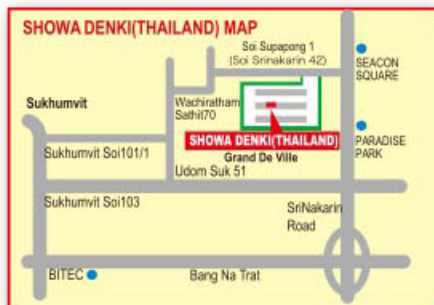 SHOWA DENKI(THAILAND) MAP
Soi Supapong 1
(Soi Srinakarin 42)
SEACON
SQUARE
Sukhumvit
Wachiratham
Sathit70
SHOWA DENKI(THAILAND)
Grand De Ville
PARADISE
PARK
Sukhumvit Soi101/1
Udom Suk 51
Sukhumvit Soi103
SriNakarin
Road
BITEC
Bang Na Trat